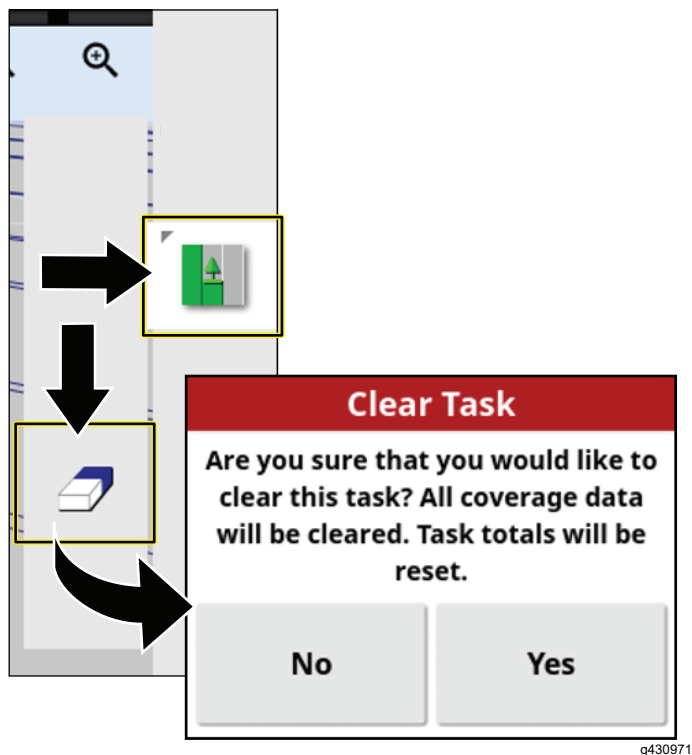 Clear Task
Are you sure that you would like to
clear this task? All coverage data
will be cleared. Task totals will be
reset.
No
Yes
g430971